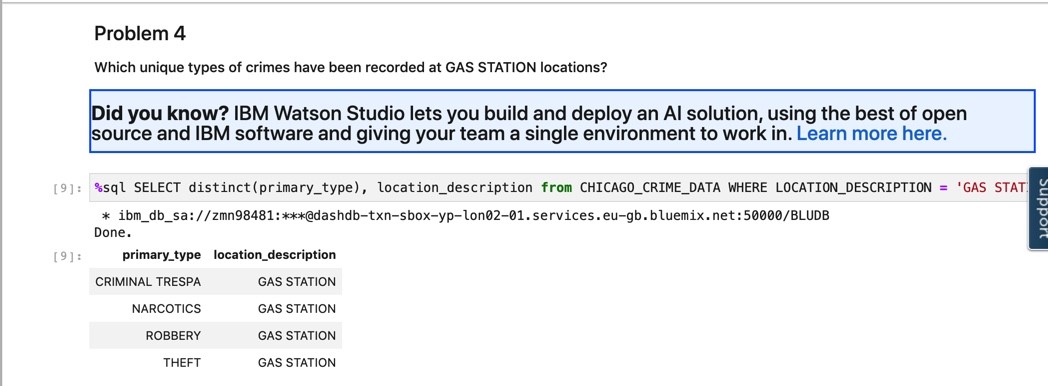 Problem 4
Which unique types of crimes have been recorded at GAS STATION locations?
Did you know? IBM Watson Studio lets you build and deploy an AI solution, using the best of open
source and IBM software and giving your team a single environment to work in. Learn more here.
[9]: %sql SELECT distinct(primary_type), location_description from CHICAGO_CRIME_DATA WHERE LOCATION_DESCRIPTION = 'GAS STAT
Support
* ibm_db_sa://zmn98481:***@dashdb-txn-sbox-yp-lon02-01.services.eu-gb.bluemix.net:50000/BLUDB
Done.
[9]: primary_type location_description
CRIMINAL TRESPA GAS STATION
NARCOTICS GAS STATION
ROBBERY GAS STATION
THEFT GAS STATION